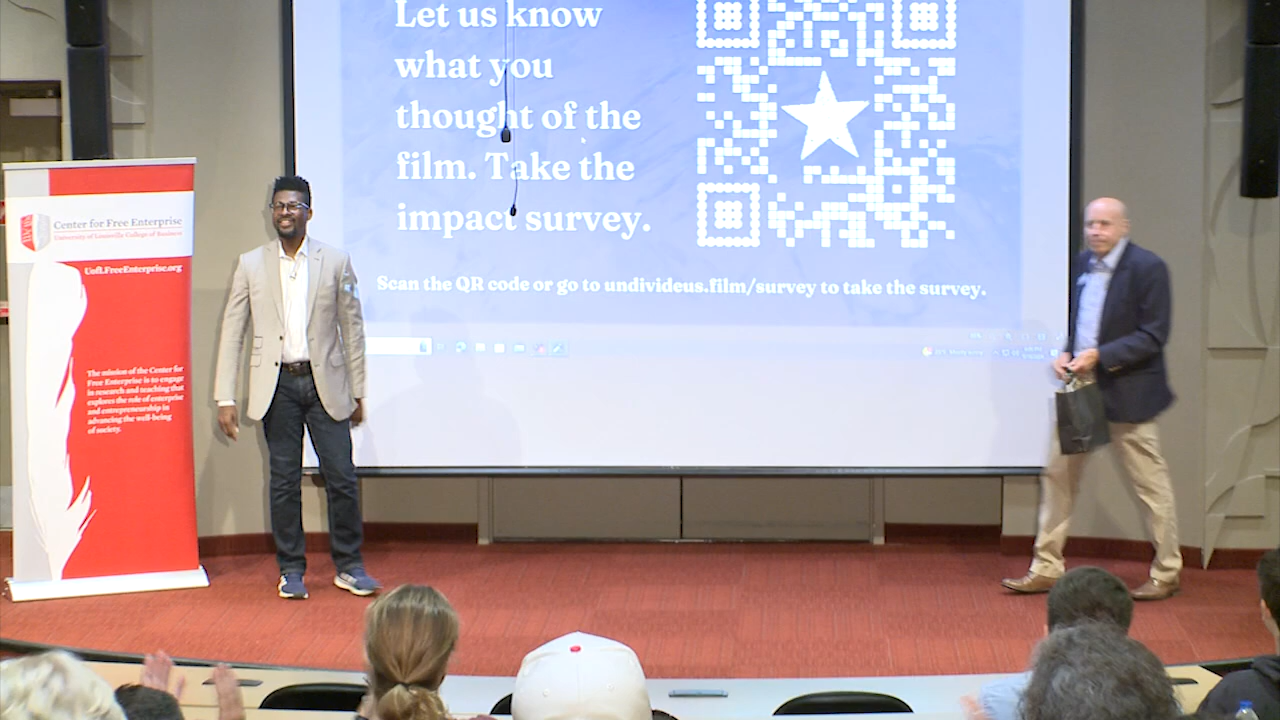 Let us know
what you
thought of the
film. Take the
impact survey.
Scan the QR code or go to undivideus.film/survey to take the survey.
Center for Free Enterprise
University of Louisville College of Business
UofL.FreeEnterprise.org
The mission of the Center for
Free Enterprise is to engage
in research and teaching that
explores the role of enterprise
and entrepreneurship in
advancing the well-being
of society.